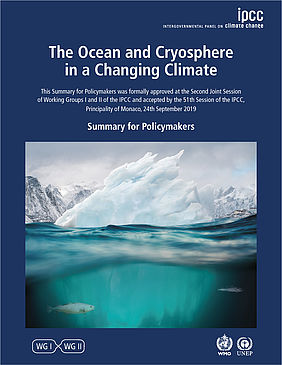 ipcc
INTERGOVERNMENTAL PANEL ON climate change
The Ocean and Cryosphere
in a Changing Climate
This Summary for Policymakers was formally approved at the Second Joint Session
of Working Groups I and II of the IPCC and accepted by the 51th Session of the IPCC,
Principality of Monaco, 24th September 2019
Summary for Policymakers
WG I WG II
WMO UNEP